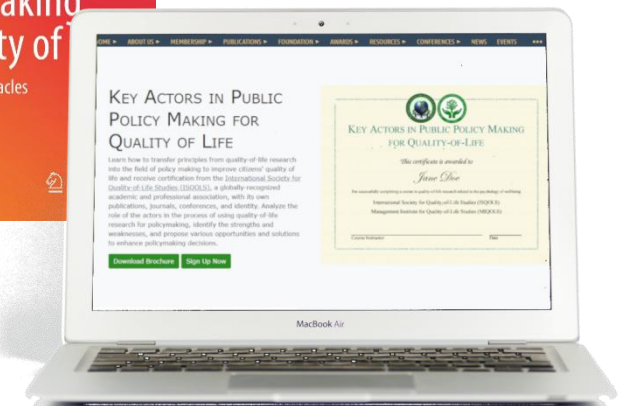 aking
ty of
acles
HOME ABOUT US MEMBERSHIP PUBLICATIONS FOUNDATION AWARDS RESOURCES CONFERENCES NEWS EVENTS
KEY ACTORS IN PUBLIC
POLICY MAKING FOR
QUALITY OF LIFE
Learn how to transfer principles from quality-of-life research
into the field of policy making to improve citizens' quality of
life and receive certification from the International Society for
Quality-of-Life Studies (ISQOLS), a globally-recognized
academic and professional association, with its own
publications, journals, conferences, and identity. Analyze the
role of the actors in the process of using quality-of-life
research for policymaking, identify the strengths and
weaknesses, and propose various opportunities and solutions
to enhance policymaking decisions.
Download Brochure Sign Up Now
KEY ACTORS IN PUBLIC POLICY MAKING
FOR QUALITY-OF-LIFE
This certificate is awarded to
Jane Doe
International Society for Quality-of-Life Studies (ISQOLS)
Management Institute for Quality-of-Life Studies (MIQOLS)
Course Instructor Date
MacBook Air